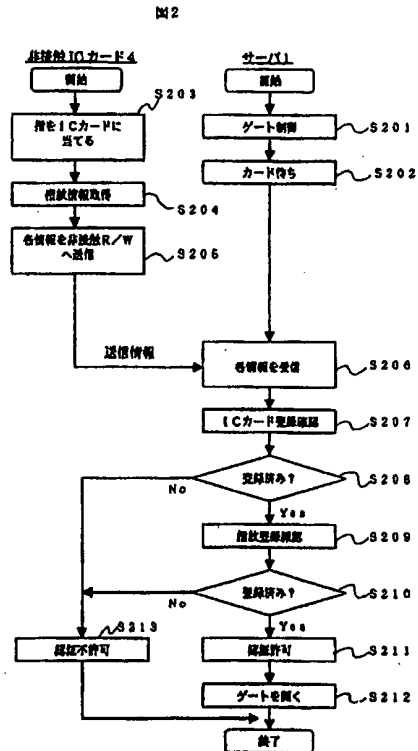 図2
非接触ICカード4
サーバ1
開始
開始
S203
指をICカードに
当てる
ゲート制御
S201
カード待ち
S202
指紋情報取得
S204
各情報を非接触R/W
へ送信
S205
送信情報
各情報を受信
S206
ICカード登録確認
S207
登録済み?
S208
No
Yes
指紋登録確認
S209
登録済み?
S210
No
Yes
S213
認証不許可
認証許可
S211
ゲートを開く
S212
終了